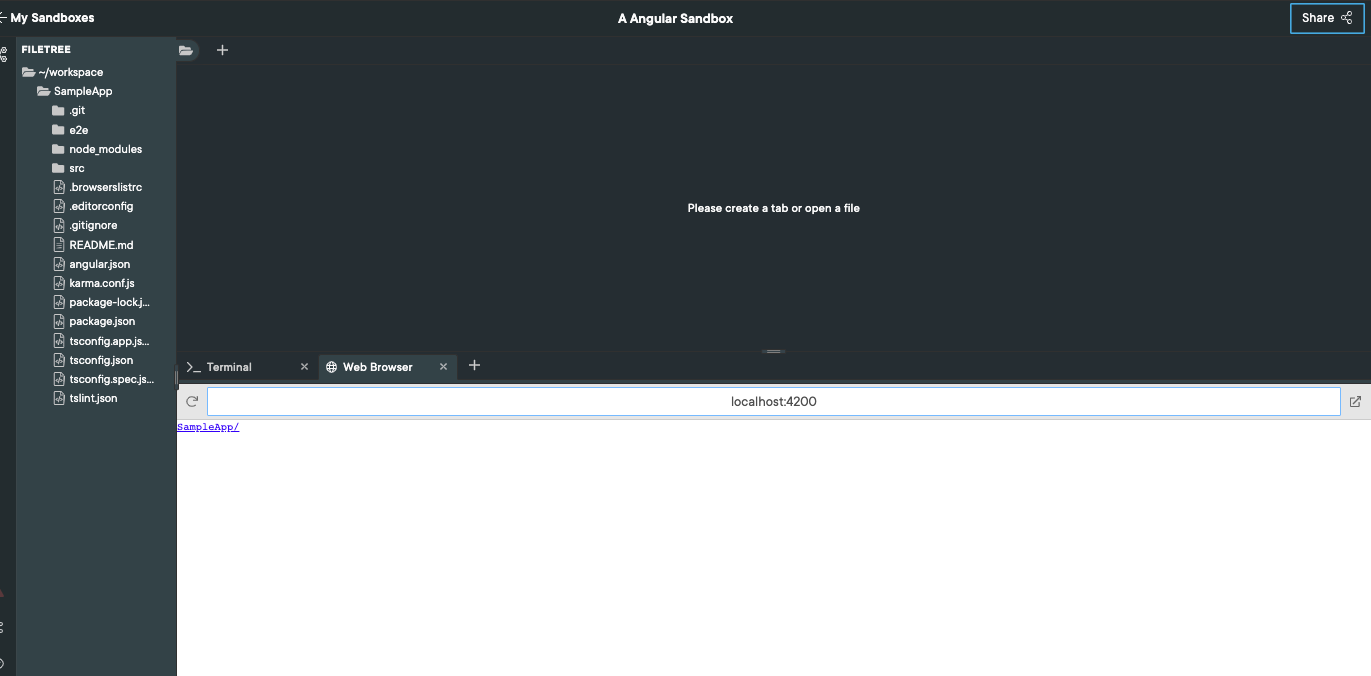 My Sandboxes
A Angular Sandbox
Share
FILETREE
~/workspace
SampleApp
.git
e2e
node_modules
src
.browserslistrc
.editorconfig
.gitignore
README.md
angular.json
karma.conf.js
package-lock.j...
package.json
tsconfig.app.js...
tsconfig.json
tsconfig.spec.js...
tslint.json
Please create a tab or open a file
Terminal
Web Browser
localhost:4200
SampleApp/